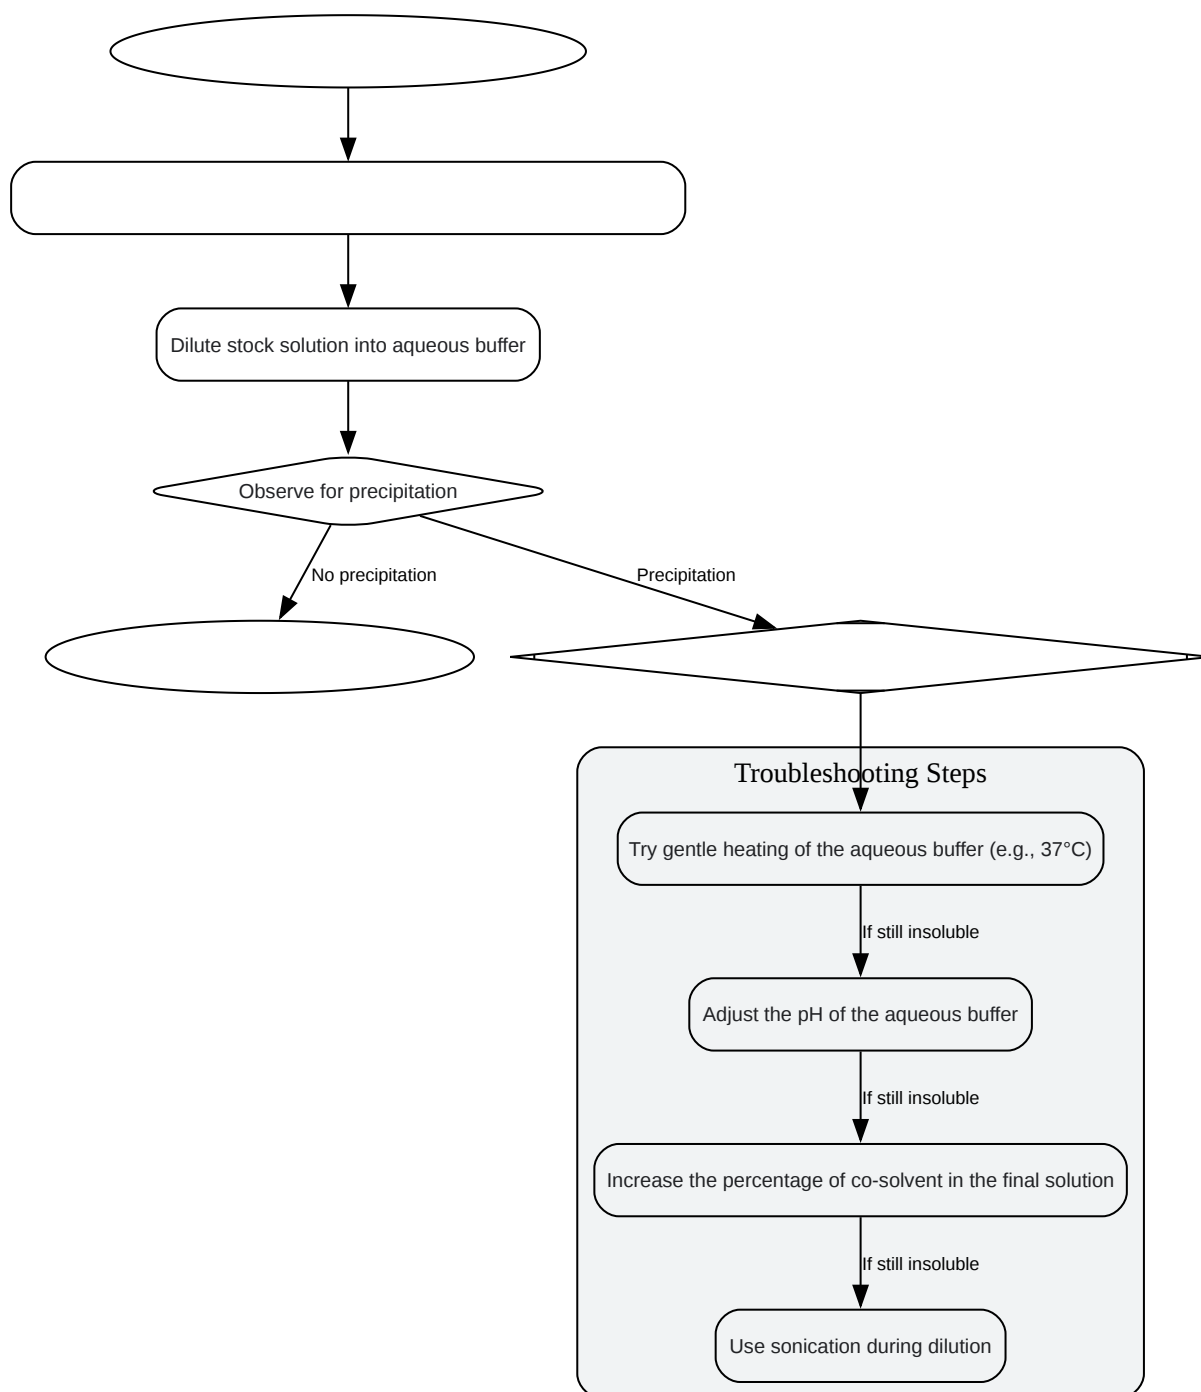 Dilute stock solution into aqueous buffer
Observe for precipitation
No precipitation
Precipitation
Troubleshooting Steps
Try gentle heating of the aqueous buffer (e.g., 37°C)
If still insoluble
Adjust the pH of the aqueous buffer
If still insoluble
Increase the percentage of co-solvent in the final solution
If still insoluble
Use sonication during dilution